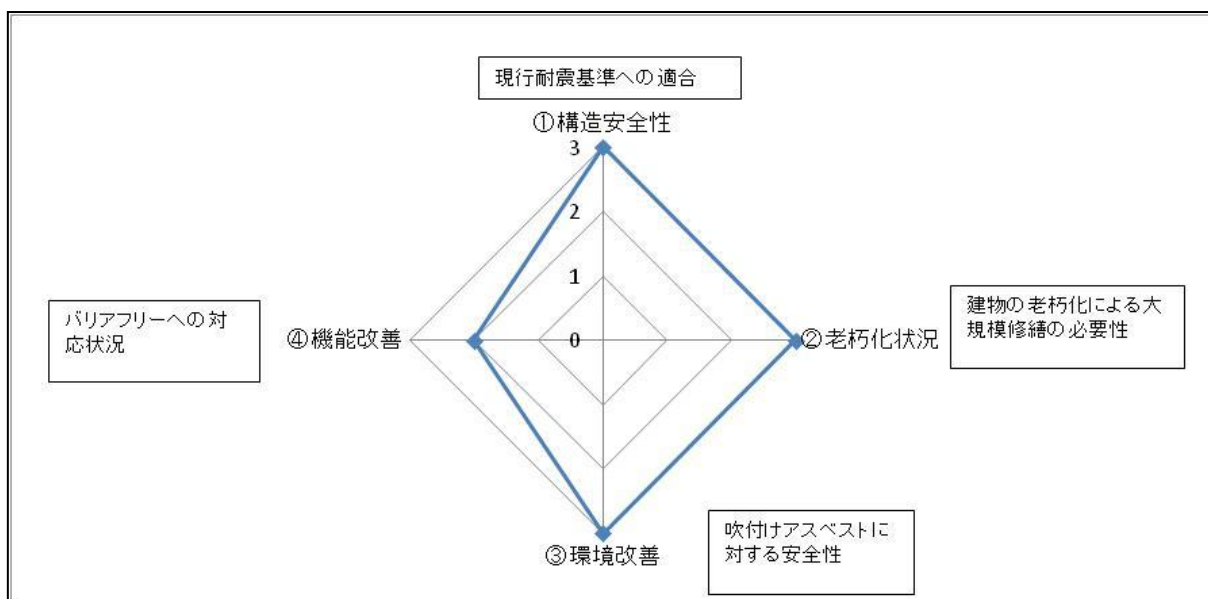 現行耐震基準への適合
①構造安全性
3
2
1
0
バリアフリーへの対
応状況
④機能改善
②老朽化状況
建物の老朽化による大
規模修繕の必要性
③環境改善
吹付けアスベストに
対する安全性